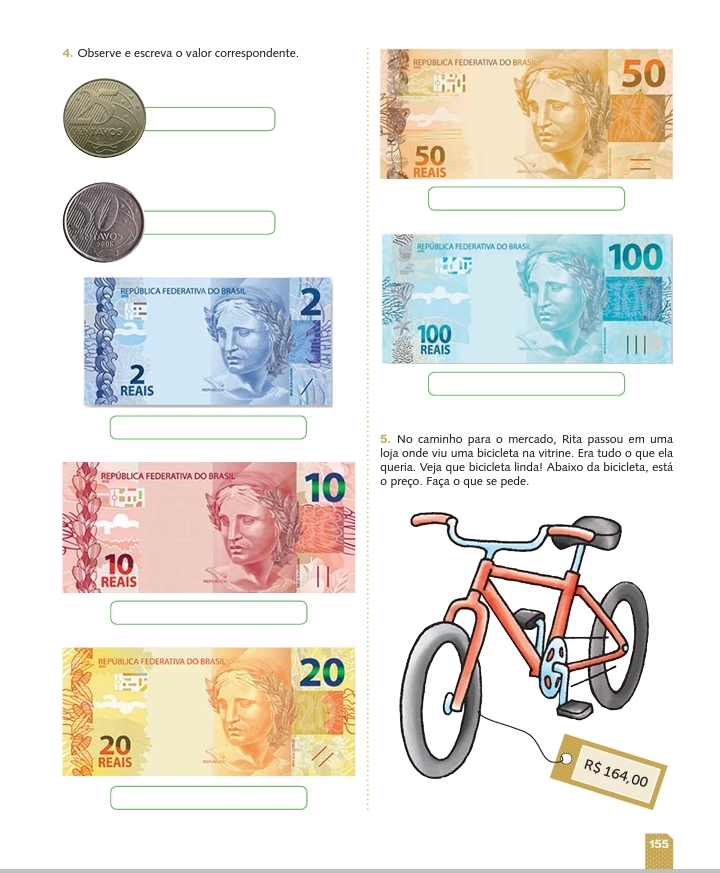 4. Observe e escreva o valor correspondente.
25
CENTAVOS
50
CENTAVOS
2008
REPÚBLICA FEDERATIVA DO BRASIL
2
2
REAIS
REPÚBLICA FEDERATIVA DO BRASIL
10
10
REAIS
REPÚBLICA FEDERATIVA DO BRASIL
20
20
REAIS
REPÚBLICA FEDERATIVA DO BRASIL
50
50
REAIS
REPÚBLICA FEDERATIVA DO BRASIL
100
100
REAIS
5. No caminho para o mercado, Rita passou em uma
loja onde viu uma bicicleta na vitrine. Era tudo o que ela
queria. Veja que bicicleta linda! Abaixo da bicicleta, está
o preço. Faça o que se pede.
R$ 164,00
155